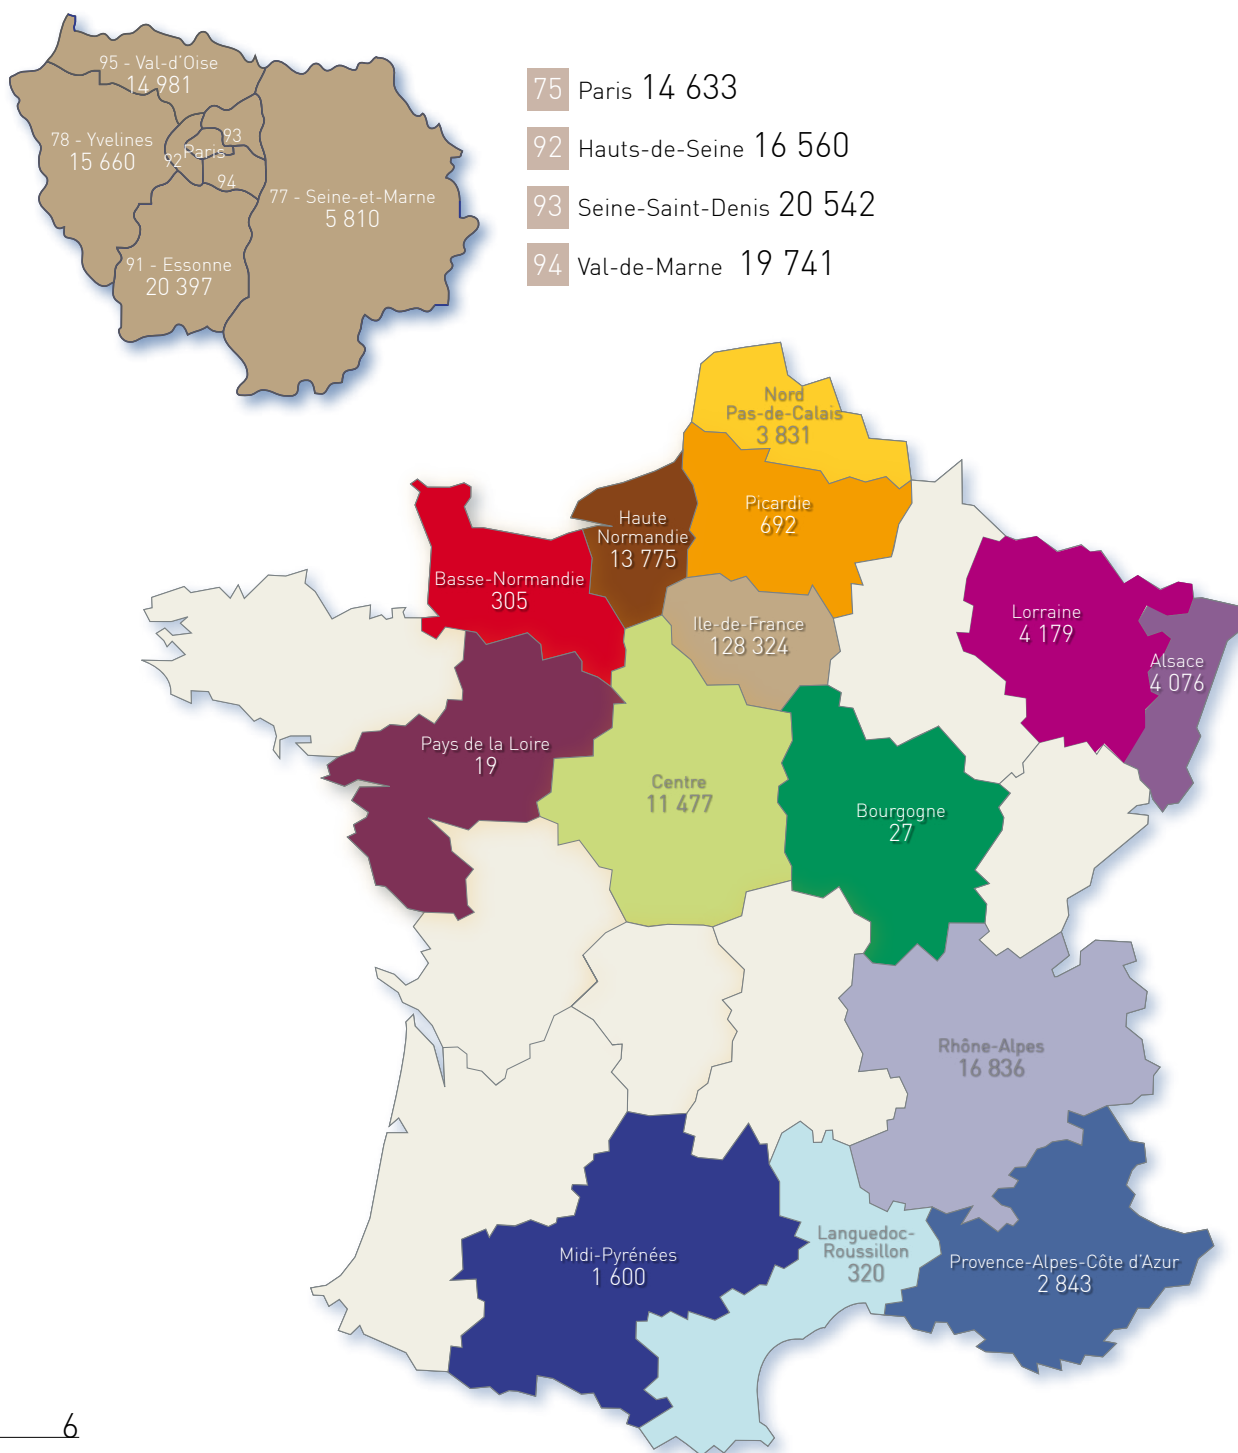 95 - Val-d'Oise
14 981
78 - Yvelines
15 660
93
Paris
92
94
77 - Seine-et-Marne
5 810
91 - Essonne
20 397
75 Paris 14 633
92 Hauts-de-Seine 16 560
93 Seine-Saint-Denis 20 542
94 Val-de-Marne 19 741
Nord
Pas-de-Calais
3 831
Picardie
692
Haute
Normandie
13 775
Basse-Normandie
305
Ile-de-France
128 324
Lorraine
4 179
Alsace
4 076
Pays de la Loire
19
Centre
11 477
Bourgogne
27
Rhône-Alpes
16 836
Midi-Pyrénées
1 600
Languedoc-
Roussillon
320
Provence-Alpes-Côte d'Azur
2 843
6